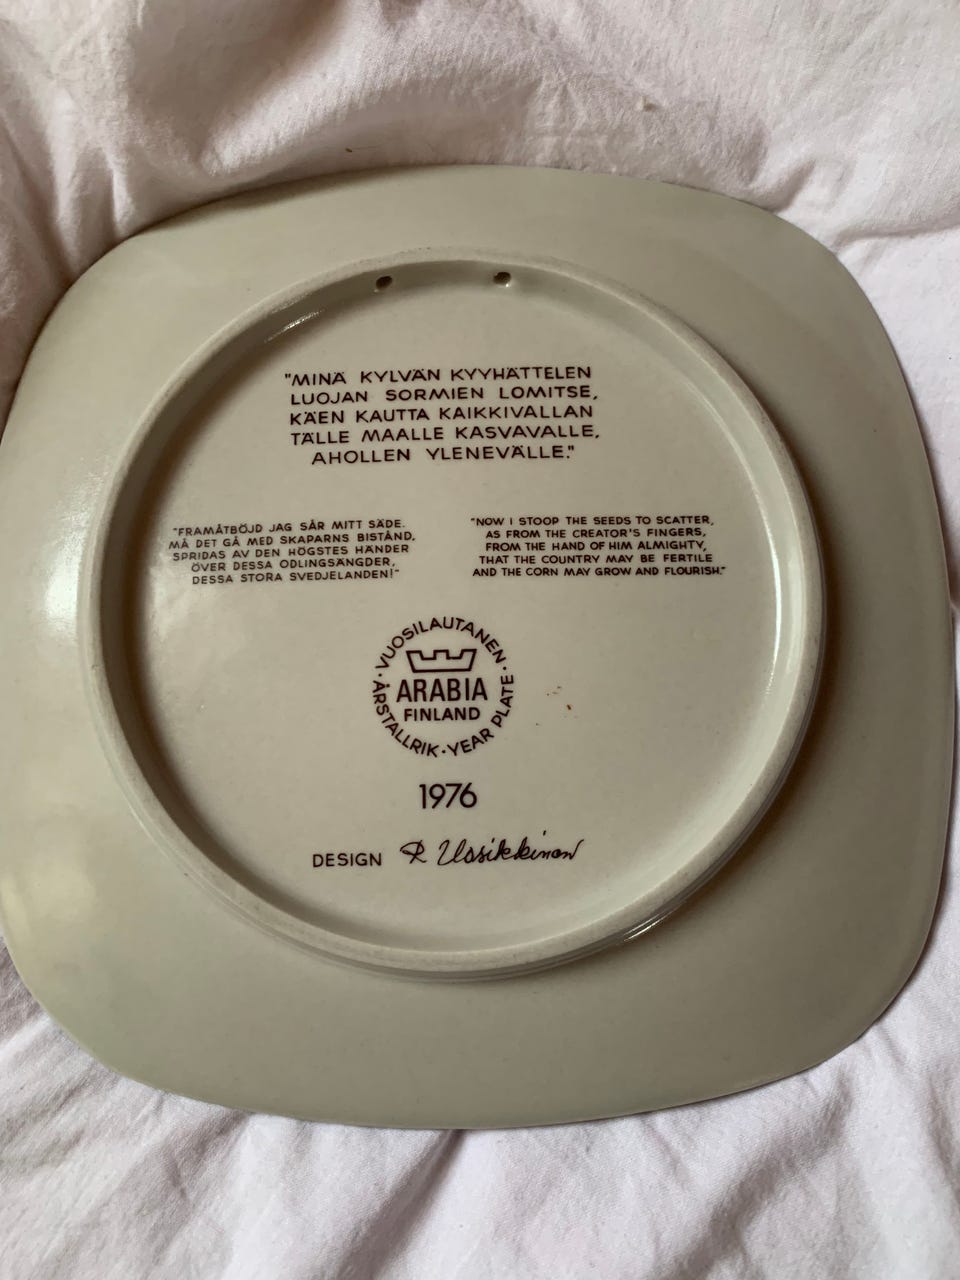 "MINÄ KYLVÄN KYYHÄTTELEN
LUOJAN SORMIEN LOMITSE,
KÄEN KAUTTA KAIKKIVALLAN
TÄLLE MAALLE KASVAVALLE,
AHOLLEN YLENEVÄLLE."
"FRAMÅTBÖJD JAG SÅR MITT SÄDE.
MÅ DET GÅ MED SKAPARNS BISTÅND,
SPRIDAS AV DEN HÖGSTES HÄNDER
ÖVER DESSA ODLINGSÄNGDER,
DESSA STORA SVEDJELANDEN!"
"NOW I STOOP THE SEEDS TO SCATTER,
AS FROM THE CREATOR'S FINGERS,
FROM THE HAND OF HIM ALMIGHTY,
THAT THE COUNTRY MAY BE FERTILE
AND THE CORN MAY GROW AND FLOURISH."
· VUOSILAUTANEN ·
ARABIA
FINLAND
ÅRSTALLRIK · YEAR PLATE
1976
DESIGN R Uosikkinen